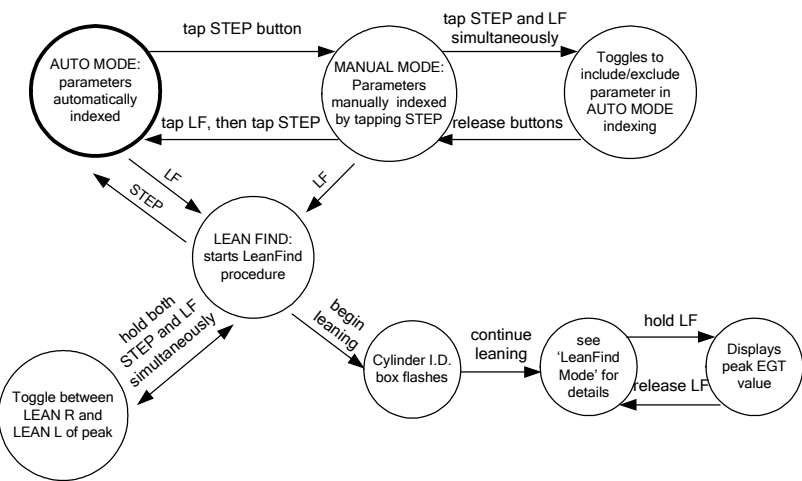 tap STEP button
tap STEP and LF
simultaneously
AUTO MODE:
parameters
automatically
indexed
MANUAL MODE:
Parameters
manually indexed
by tapping STEP
Toggles to
include/exclude
parameter in
AUTO MODE
indexing
tap LF, then tap STEP
release buttons
LF
STEP
LF
LEAN FIND:
starts LeanFind
procedure
hold both
STEP and LF
simultaneously
begin
leaning
Toggle between
LEAN R and
LEAN L of peak
Cylinder I.D.
box flashes
continue
leaning
see
‘LeanFind
Mode’ for
details
hold LF
release LF
Displays
peak EGT
value